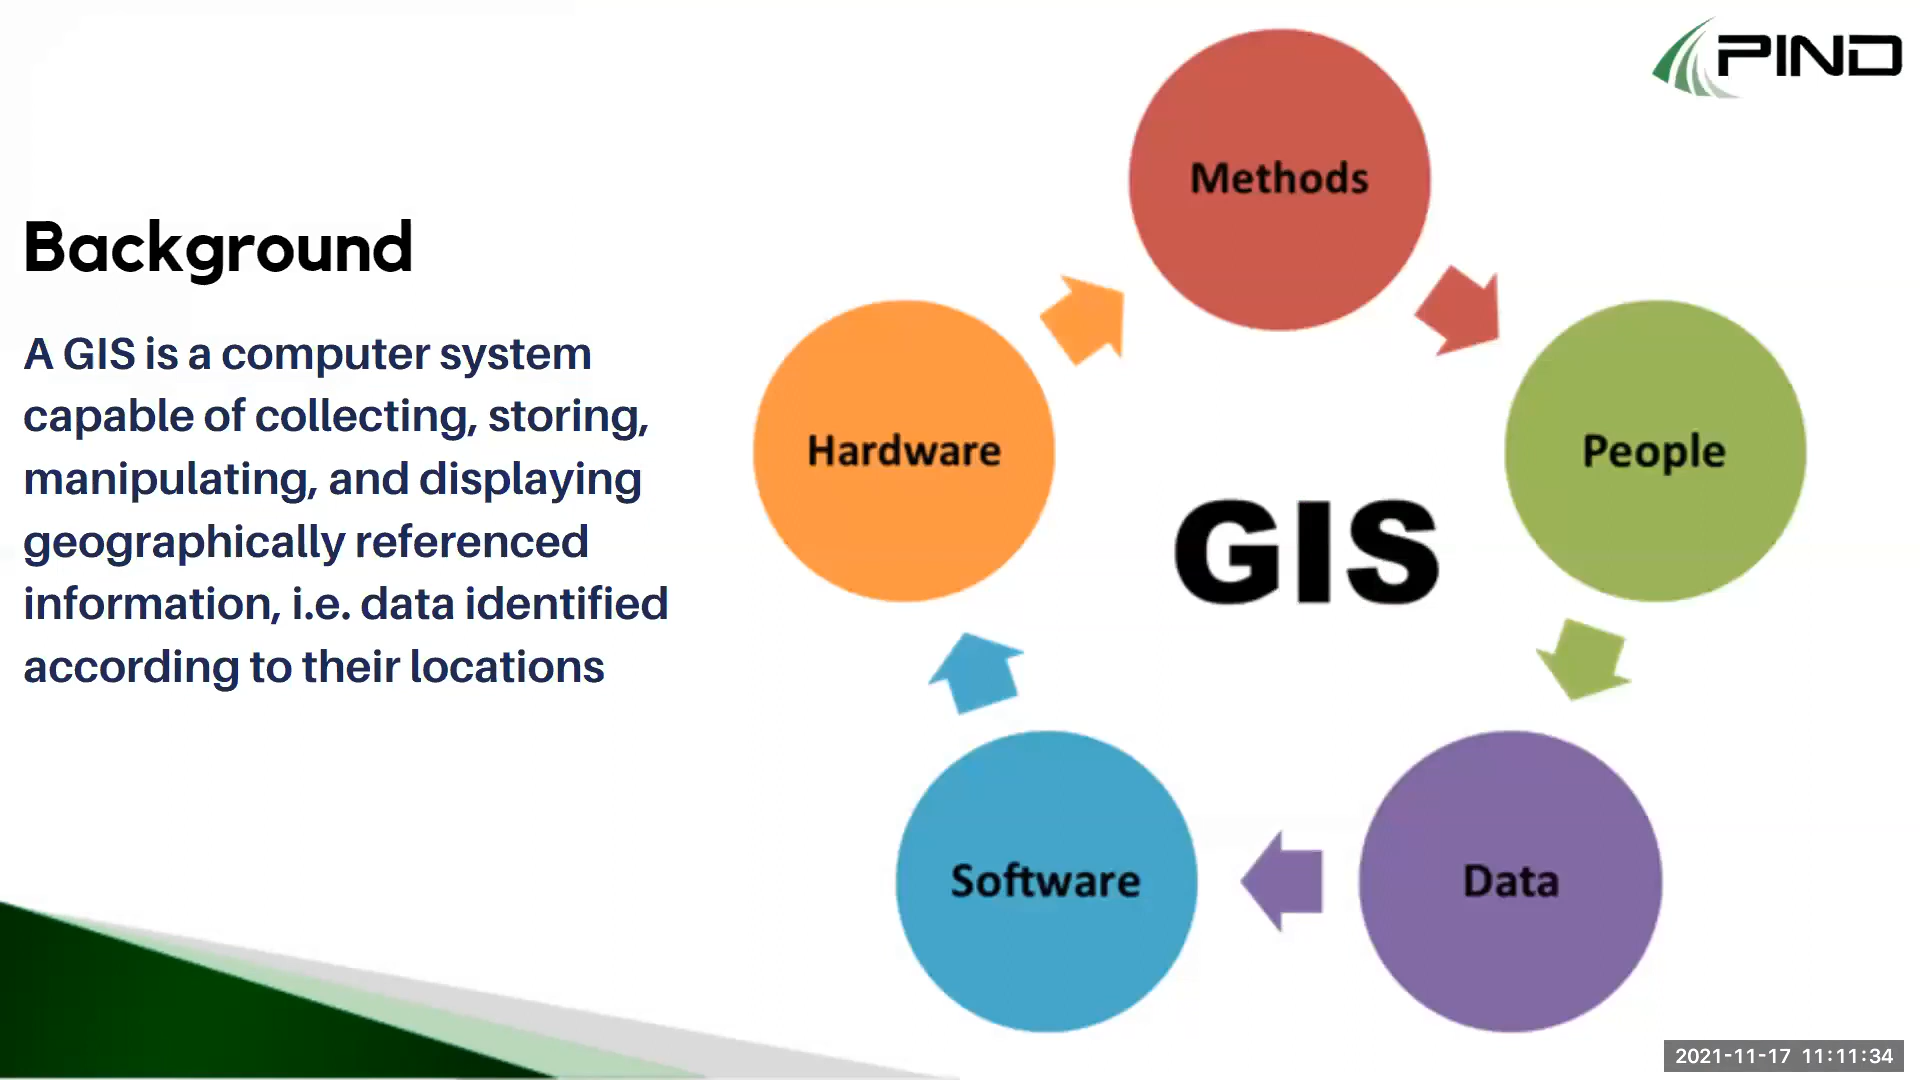 PIND
Background
A GIS is a computer system
capable of collecting, storing,
manipulating, and displaying
geographically referenced
information, i.e. data identified
according to their locations
Methods
Hardware
People
GIS
Software
Data
2021-11-17 11:11:34